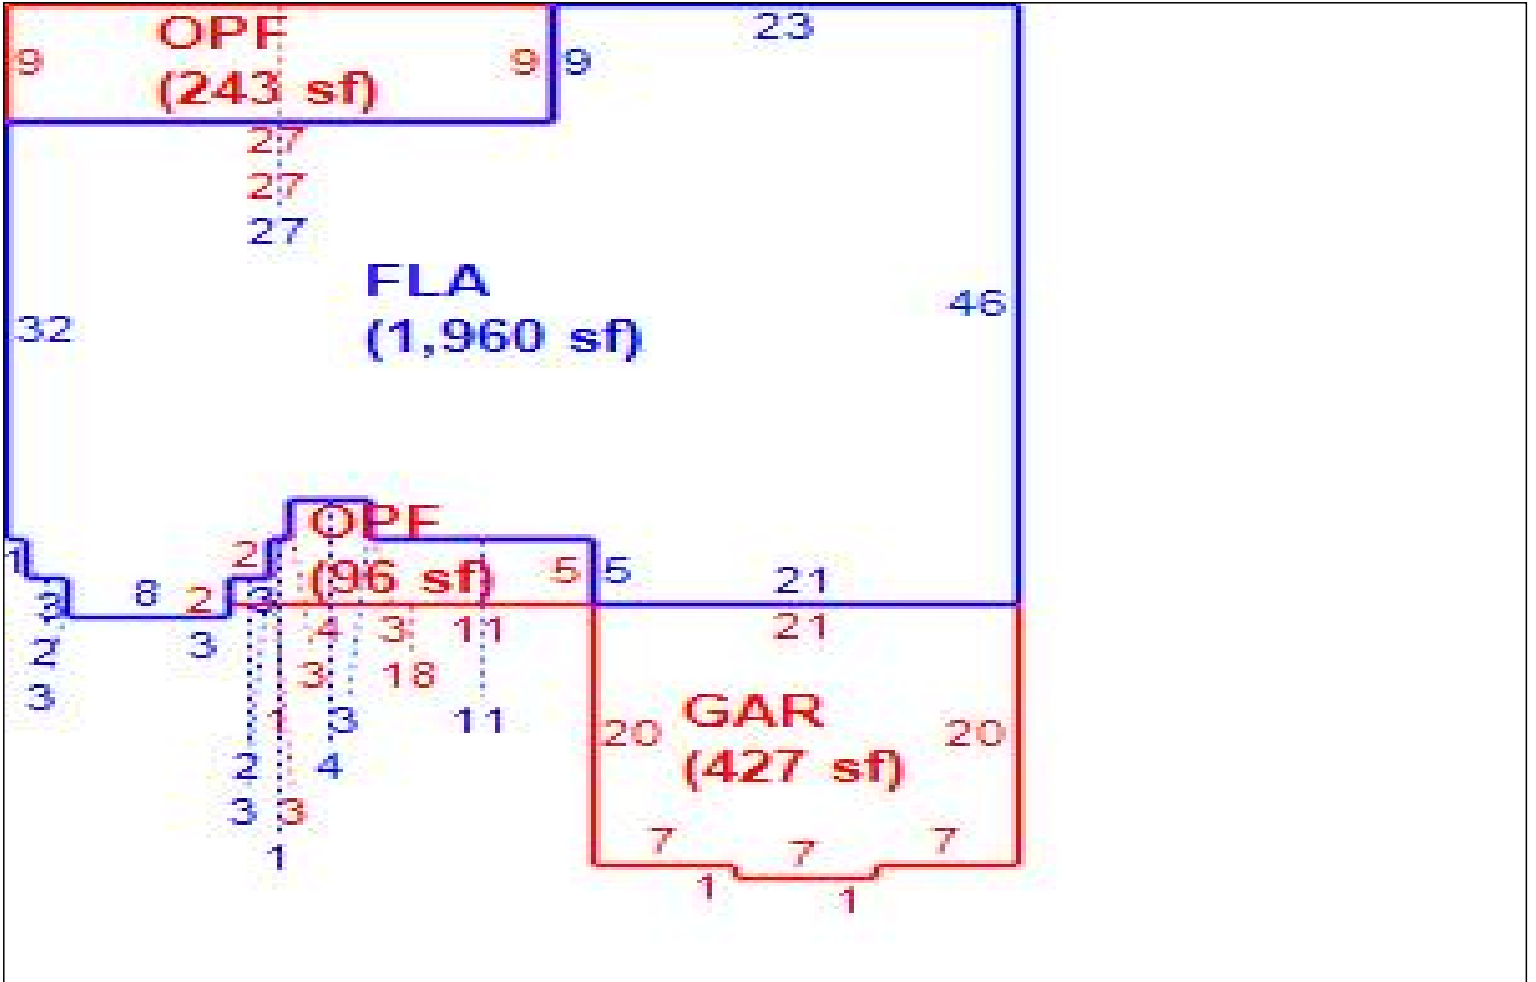 23
OPF
9 9 9
(243 sf)
27
27
27
FLA
46
32 (1,960 sf)
OPF
2
1 (96 sf) 5 5 21
8 2 3
3
4 3 11 21
2 3
3 18
3
GAR
1 3 11 20 20
2 4 (427 sf)
3 3
1
7 7 7
1 1